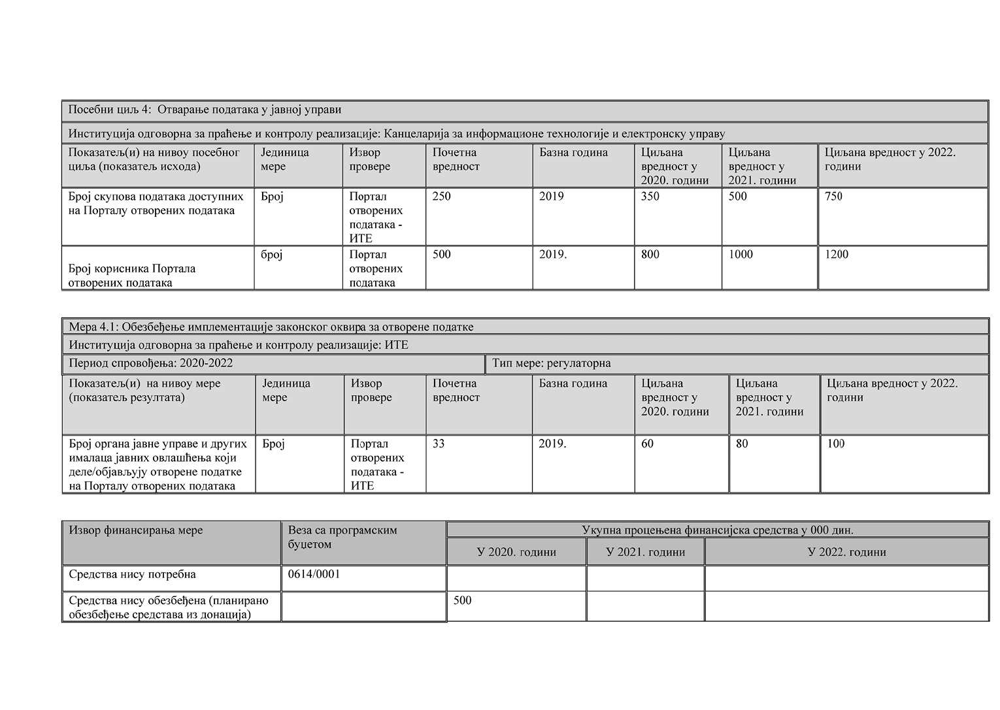 Посебни циљ 4:  Отварање података у јавној управи
Институција одговорна за праћење и контролу реализације: Канцеларија за информационе технологије и електронску управу
Показатељ(и) на нивоу посебног
циља (показатељ исхода)
Јединица
мере
Извор
провере
Почетна
вредност
Базна година
Циљана
вредност у
2020. години
Циљана
вредност у
2021. години
Циљана вредност у 2022.
години
Број скупова података доступних
на Порталу отворених података
Број
Портал
отворених
података -
ИТЕ
250
2019
350
500
750
Број корисника Портала
отворених података
број
Портал
отворених
података
500
2019.
800
1000
1200
Мера 4.1: Обезбеђење имплементације законског оквира за отворене податке
Институција одговорна за праћење и контролу реализације: ИТЕ
Период спровођења: 2020-2022
Тип мере: регулаторна
Показатељ(и)  на нивоу мере
(показатељ резултата)
Јединица
мере
Извор
провере
Почетна
вредност
Базна година
Циљана
вредност у
2020. години
Циљана
вредност у
2021. години
Циљана вредност у 2022.
години
Број органа јавне управе и других
ималаца јавних овлашћења који
деле/објављују отворене податке
на Порталу отворених података
Број
Портал
отворених
података -
ИТЕ
33
2019.
60
80
100
Извор финансирања мере
Веза са програмским
буџетом
Укупна процењена финансијска средства у 000 дин.
У 2020. години
У 2021. години
У 2022. години
Средства нису потребна
0614/0001
Средства нису обезбеђена (планирано
обезбеђење средстава из донација)
500